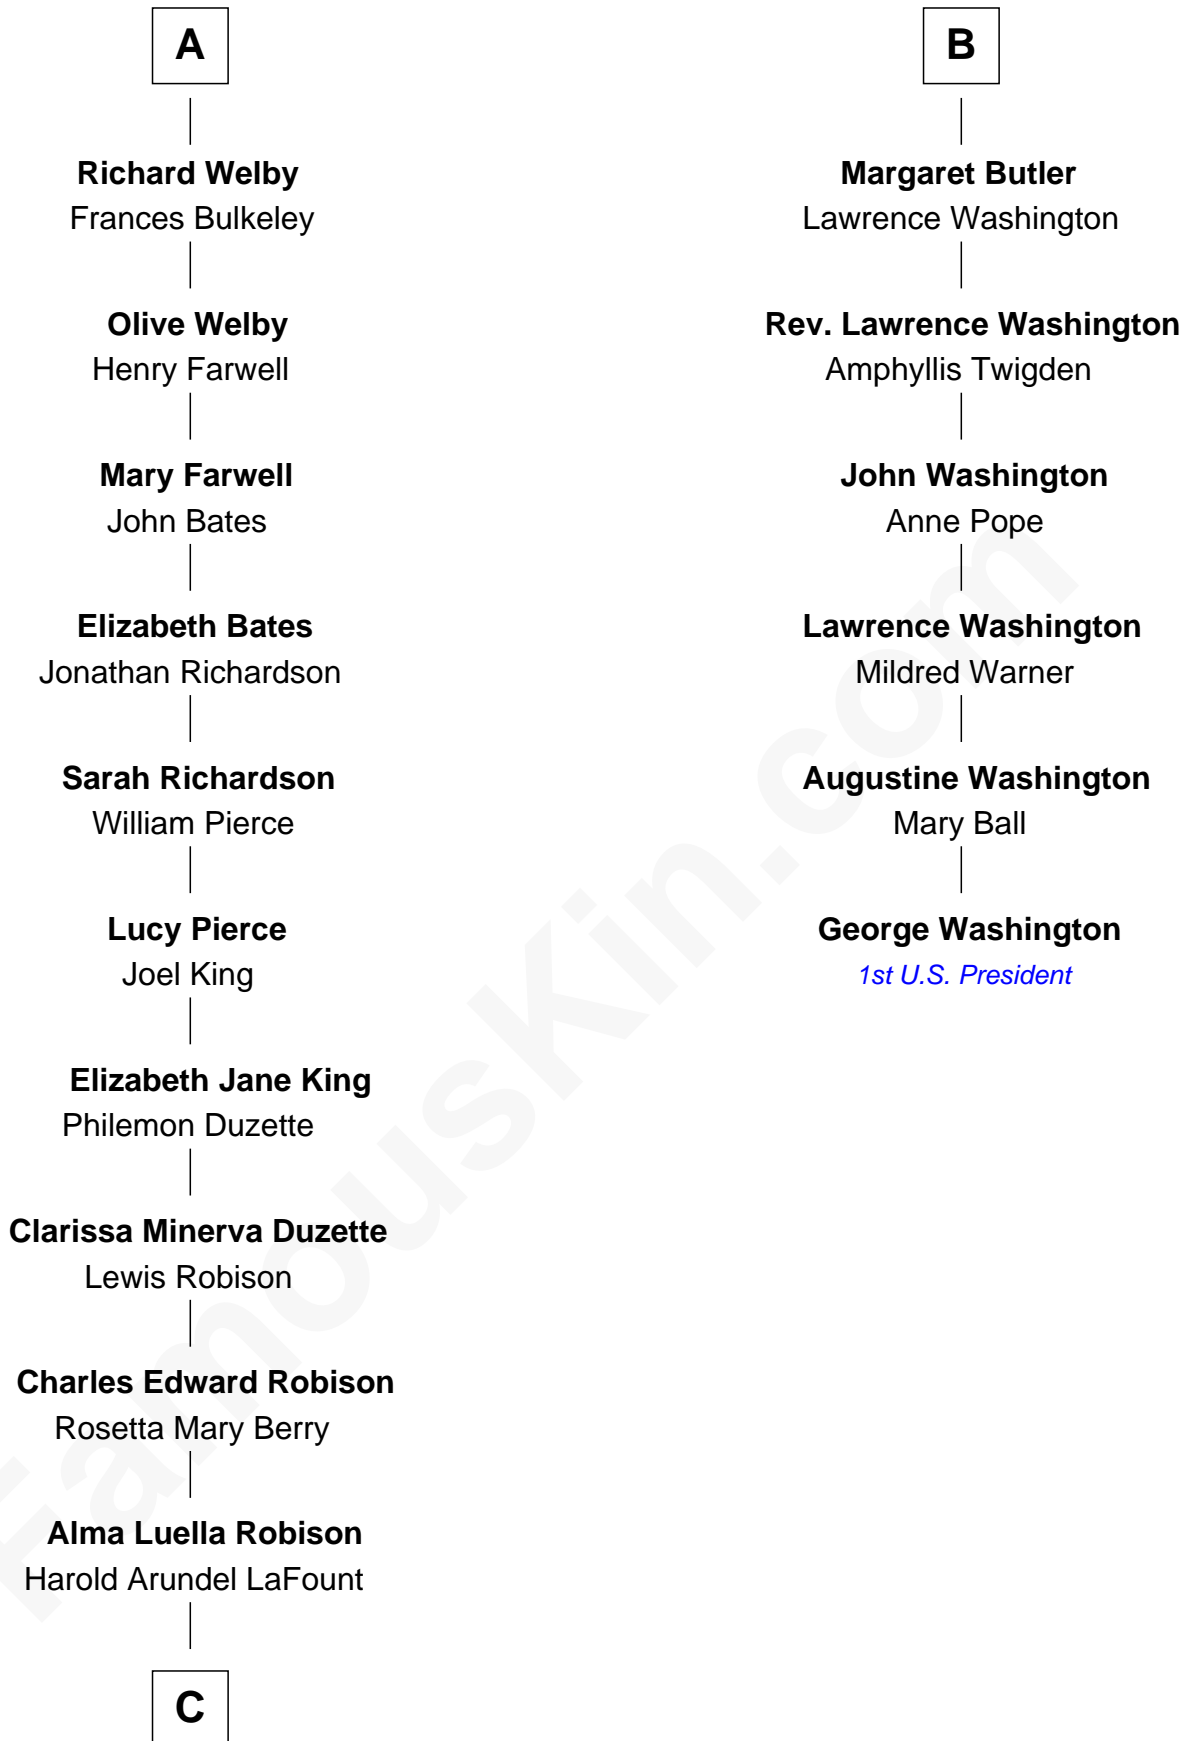 A
Richard Welby
Frances Bulkeley
Olive Welby
Henry Farwell
Mary Farwell
John Bates
Elizabeth Bates
Jonathan Richardson
Sarah Richardson
William Pierce
Lucy Pierce
Joel King
Elizabeth Jane King
Philemon Duzette
Clarissa Minerva Duzette
Lewis Robison
Charles Edward Robison
Rosetta Mary Berry
Alma Luella Robison
Harold Arundel LaFount
C
B
Margaret Butler
Lawrence Washington
Rev. Lawrence Washington
Amphyllis Twigden
John Washington
Anne Pope
Lawrence Washington
Mildred Warner
Augustine Washington
Mary Ball
George Washington
1st U.S. President
FamousKin.com